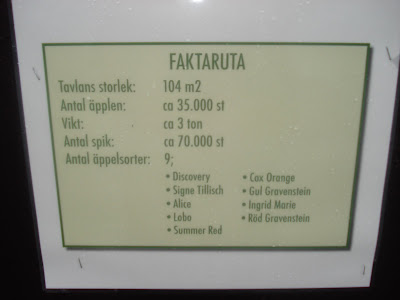 FAKTARUTA
Tavlans storlek: 104 m2
Antal äpplen: ca 35.000 st
Vikt: ca 3 ton
Antal spik: ca 70.000 st
Antal äppelsorter: 9;
• Discovery
• Signe Tillisch
• Alice
• Lobo
• Summer Red
• Cox Orange
• Gul Gravenstein
• Ingrid Marie
• Röd Gravenstein